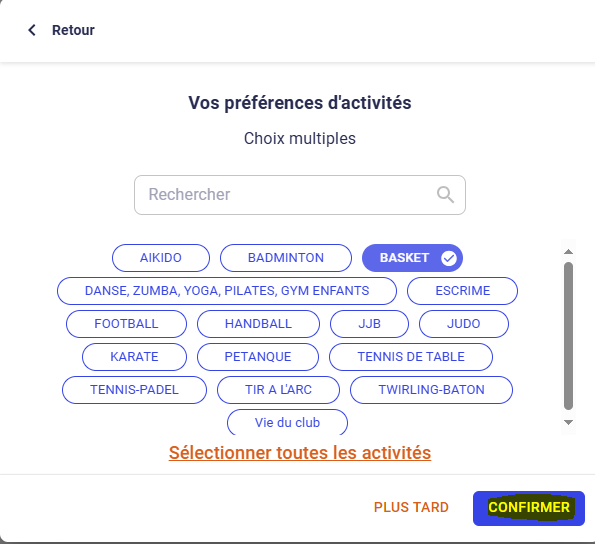 Retour
Vos préférences d'activités
Choix multiples
Rechercher
AIKIDO BADMINTON BASKET
DANSE, ZUMBA, YOGA, PILATES, GYM ENFANTS ESCRIME
FOOTBALL HANDBALL JJB JUDO
KARATE PETANQUE TENNIS DE TABLE
TENNIS-PADEL TIR A L'ARC TWIRLING-BATON
Vie du club
Sélectionner toutes les activités
PLUS TARD CONFIRMER